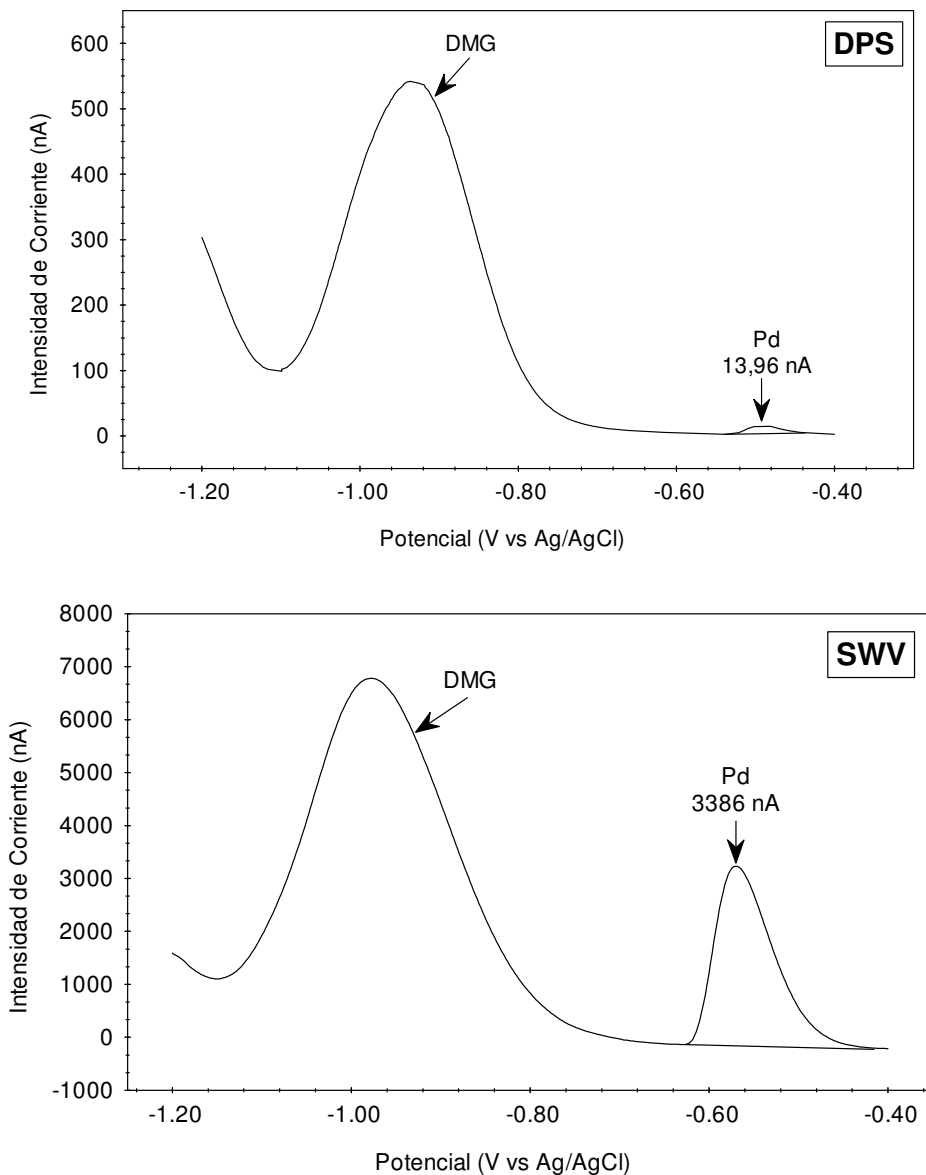 DPS
DMG
Pd
13,96 nA
600
500
400
300
200
100
0
Intensidad de Corriente (nA)
-1.20 -1.00 -0.80 -0.60 -0.40
Potencial (V vs Ag/AgCl)
SWV
DMG
Pd
3386 nA
8000
7000
6000
5000
4000
3000
2000
1000
0
-1000
Intensidad de Corriente (nA)
-1.20 -1.00 -0.80 -0.60 -0.40
Potencial (V vs Ag/AgCl)